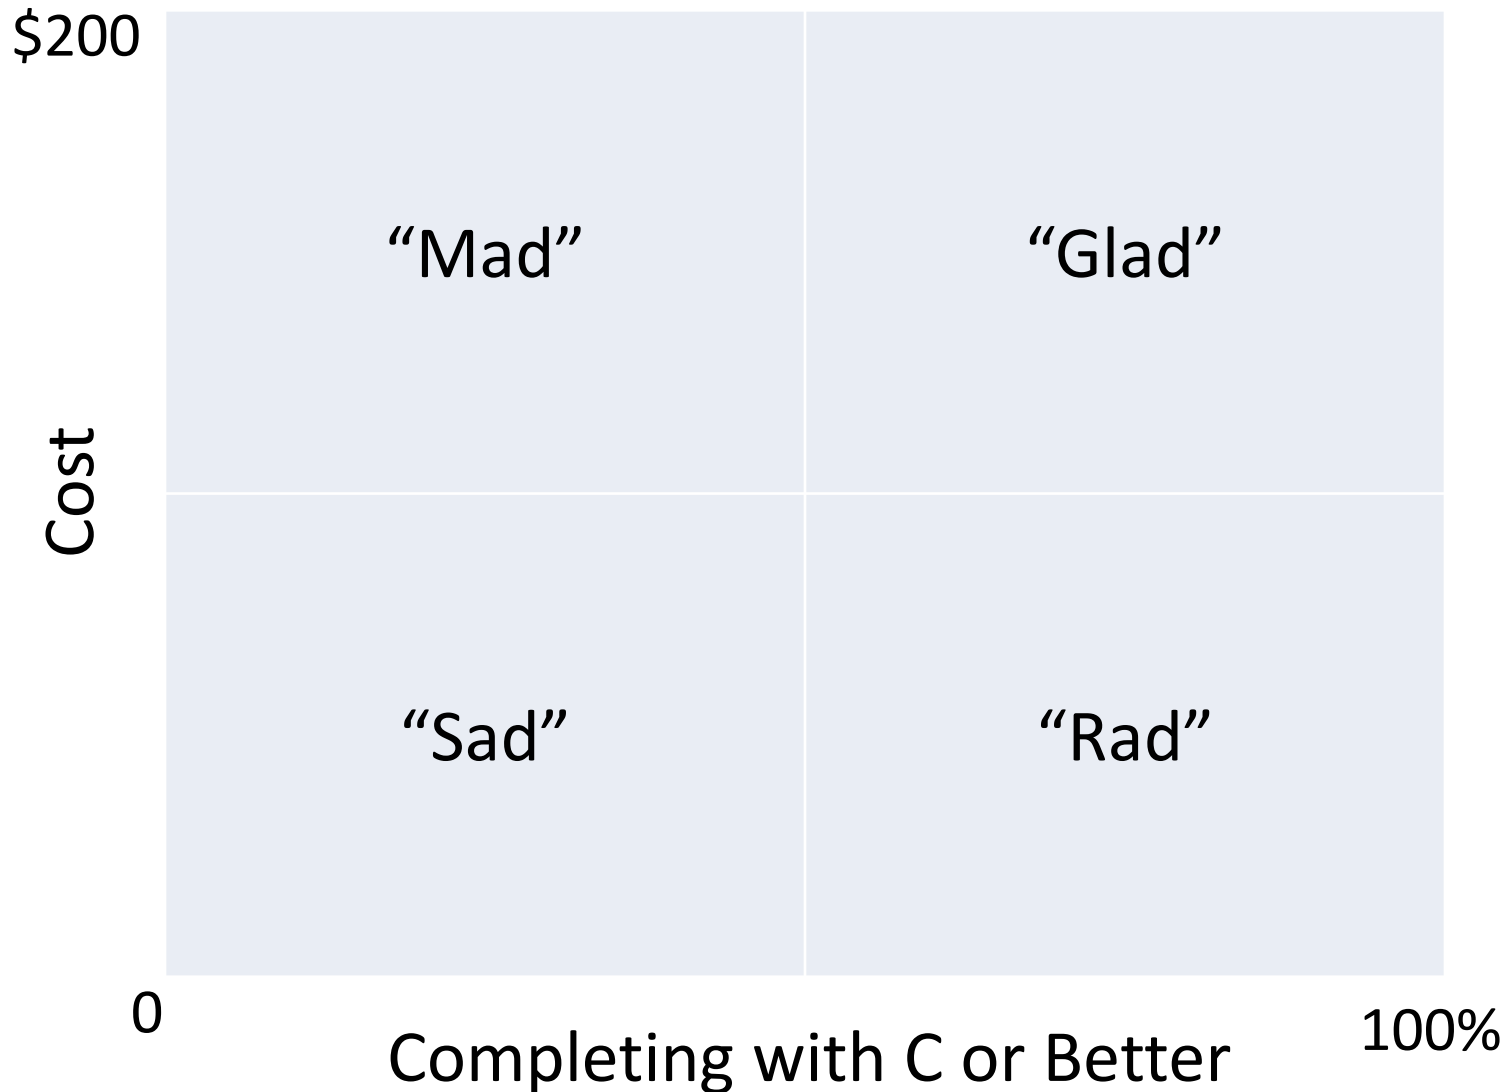 $200
“Mad”
“Glad”
Cost
“Sad”
“Rad”
0
100%
Completing with C or Better